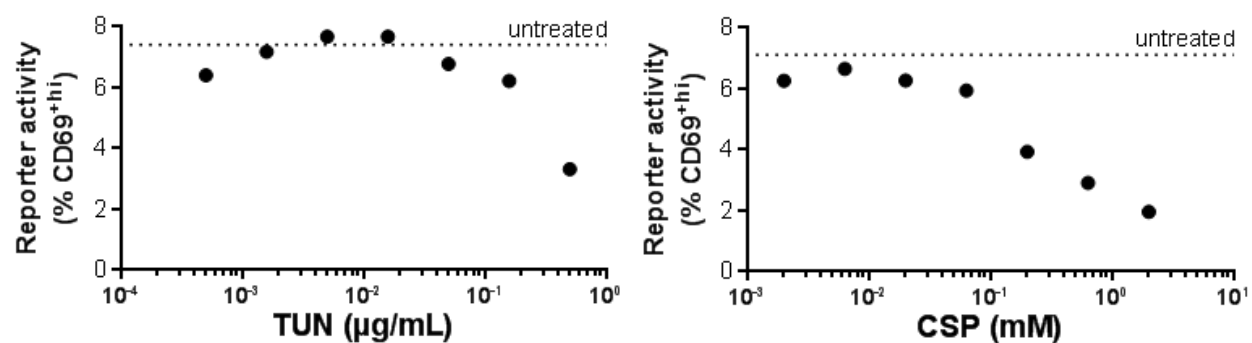 Reporter activity
(% CD69⁺ʰⁱ)
8
6
4
2
0
untreated
10⁻⁴
10⁻³
10⁻²
10⁻¹
10⁰
TUN (µg/mL)
Reporter activity
(% CD69⁺ʰⁱ)
8
6
4
2
0
untreated
10⁻³
10⁻²
10⁻¹
10⁰
10¹
CSP (mM)